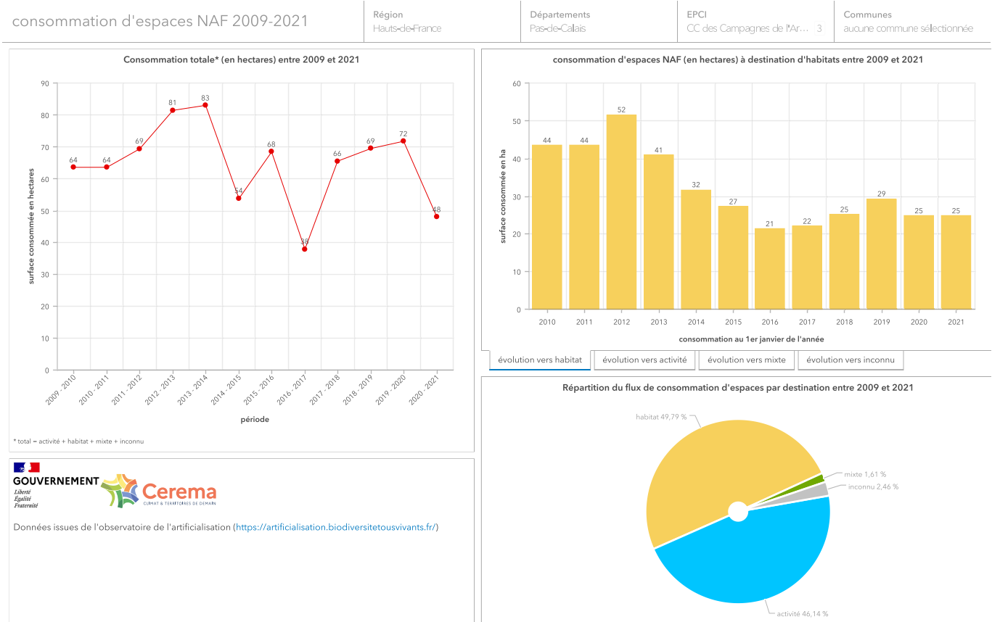 consommation d'espaces NAF 2009-2021
Région
Hauts-de-France
Départements
Pas-de-Calais
EPCI
CC des Campagnes de l'Ar... 3
Communes
aucune commune sélectionnée
Consommation totale* (en hectares) entre 2009 et 2021
surface consommée en hectares
90
80
70
60
50
40
30
20
10
0
64
64
69
81
83
54
68
38
66
69
72
48
2009 - 2010
2010 - 2011
2011 - 2012
2012 - 2013
2013 - 2014
2014 - 2015
2015 - 2016
2016 - 2017
2017 - 2018
2018 - 2019
2019 - 2020
2020 - 2021
période
* total = activité + habitat + mixte + inconnu
consommation d'espaces NAF (en hectares) à destination d'habitats entre 2009 et 2021
surface consommée en ha
60
50
40
30
20
10
0
44
44
52
41
32
27
21
22
25
29
25
25
2010
2011
2012
2013
2014
2015
2016
2017
2018
2019
2020
2021
consommation au 1er janvier de l'année
évolution vers habitat
évolution vers activité
évolution vers mixte
évolution vers inconnu
Répartition du flux de consommation d'espaces par destination entre 2009 et 2021
habitat 49,79 %
mixte 1,61 %
inconnu 2,46 %
activité 46,14 %
GOUVERNEMENT
Liberté
Égalité
Fraternité
Cerema
CLIMAT & TERRITOIRES DE DEMAIN
Données issues de l'observatoire de l'artificialisation (https://artificialisation.biodiversitetousvivants.fr/)